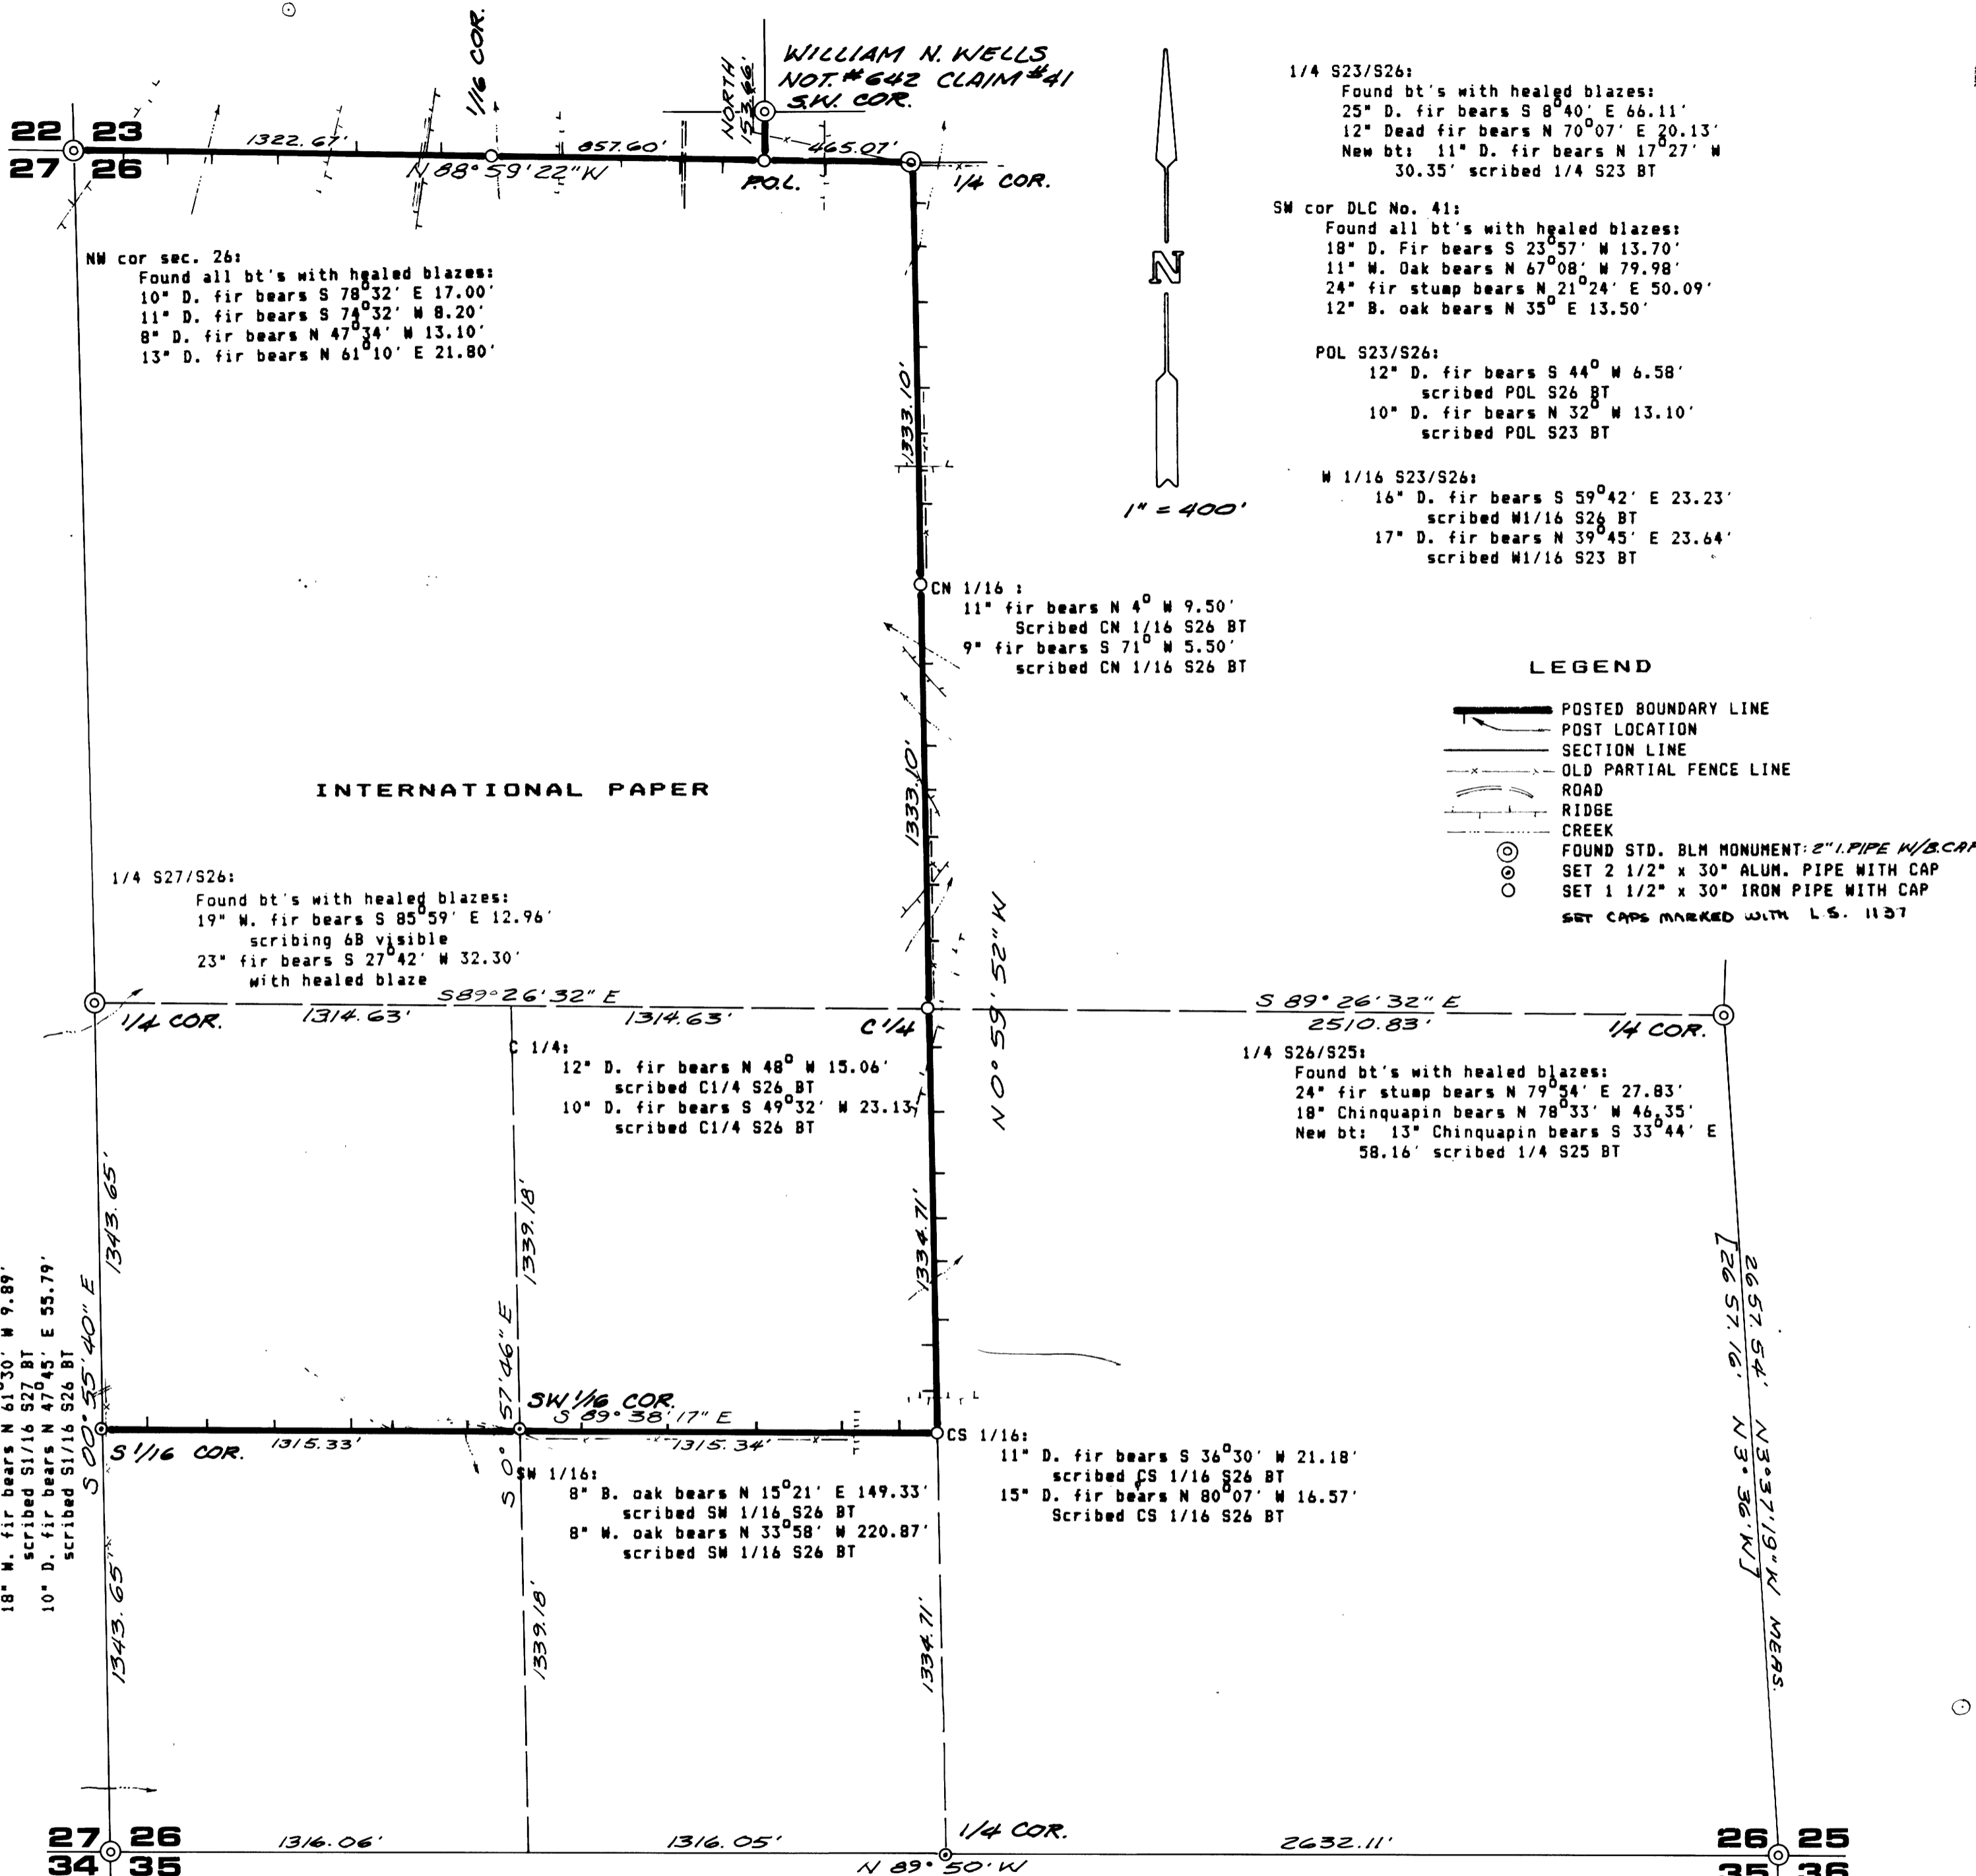 1/16 COR.
NORTH
153.66'
WILLIAM N. WELLS
NOT. #642 CLAIM #41
S.W. COR.
22 23
27 26
1322.67'
857.60'
465.07'
N 88° 59' 22" W
P.O.L.
1/4 COR.
NW cor sec. 26:
Found all bt's with healed blazes:
10" D. fir bears S 78°32' E 17.00'
11" D. fir bears S 74°32' W 8.20'
8" D. fir bears N 47°34' W 13.10'
13" D. fir bears N 61°10' E 21.80'
N
1" = 400'
1/4 S23/S26:
Found bt's with healed blazes:
25" D. fir bears S 8°40' E 66.11'
12" Dead fir bears N 70°07' E 20.13'
New bt: 11" D. fir bears N 17°27' W
30.35' scribed 1/4 S23 BT
SW cor DLC No. 41:
Found all bt's with healed blazes:
18" D. Fir bears S 23°57' W 13.70'
11" W. Oak bears N 67°08' W 79.98'
24" fir stump bears N 21°24' E 50.09'
12" B. oak bears N 35° E 13.50'
POL S23/S26:
12" D. fir bears S 44° W 6.58'
scribed POL S26 BT
10" D. fir bears N 32° W 13.10'
scribed POL S23 BT
W 1/16 S23/S26:
16" D. fir bears S 59°42' E 23.23'
scribed W1/16 S26 BT
17" D. fir bears N 39°45' E 23.64'
scribed W1/16 S23 BT
1333.10'
CN 1/16 :
11" fir bears N 4° W 9.50'
Scribed CN 1/16 S26 BT
9" fir bears S 71° W 5.50'
scribed CN 1/16 S26 BT
1333.10'
LEGEND
POSTED BOUNDARY LINE
POST LOCATION
SECTION LINE
OLD PARTIAL FENCE LINE
ROAD
RIDGE
CREEK
FOUND STD. BLM MONUMENT: 2" I. PIPE W/B.CAP
SET 2 1/2" x 30" ALUM. PIPE WITH CAP
SET 1 1/2" x 30" IRON PIPE WITH CAP
SET CAPS MARKED WITH L.S. 1137
INTERNATIONAL PAPER
1/4 S27/S26:
Found bt's with healed blazes:
19" W. fir bears S 85°59' E 12.96'
scribing 6B visible
23" fir bears S 27°42' W 32.30'
with healed blaze
S89° 26' 32" E
1/4 COR.
1314.63'
1314.63'
C 1/4
N 0° 59' 52" W
S 89° 26' 32" E
2510.83'
1/4 COR.
C 1/4:
12" D. fir bears N 48° W 15.06'
scribed C1/4 S26 BT
10" D. fir bears S 49°32' W 23.13'
scribed C1/4 S26 BT
1/4 S26/S25:
Found bt's with healed blazes:
24" fir stump bears N 79°54' E 27.83'
18" Chinquapin bears N 78°33' W 46.35'
New bt: 13" Chinquapin bears S 33°44' E
58.16' scribed 1/4 S25 BT
1343.65'
1339.18'
1334.71'
18" W. fir bears N 61°30' W 9.89'
scribed S1/16 S27 BT
10" D. fir bears N 47°45' E 55.79'
scribed S1/16 S26 BT
S 00° 55' 40" E
S 0° 57' 46" E
2657.54' N3°37'19"W MEAS.
[2657.16' N3°36'W]
SW 1/16 COR.
S 89° 38' 17" E
S 1/16 COR.
1315.33'
1315.34'
SW 1/16:
8" B. oak bears N 15°21' E 149.33'
scribed SW 1/16 S26 BT
8" W. oak bears N 33°58' W 220.87'
scribed SW 1/16 S26 BT
CS 1/16:
11" D. fir bears S 36°30' W 21.18'
scribed CS 1/16 S26 BT
15" D. fir bears N 80°07' W 16.57'
Scribed CS 1/16 S26 BT
1343.65'
1339.18'
1334.71'
27 26
34 35
1316.06'
1316.05'
1/4 COR.
N 89° 50' W
2632.11'
26 25
35 36